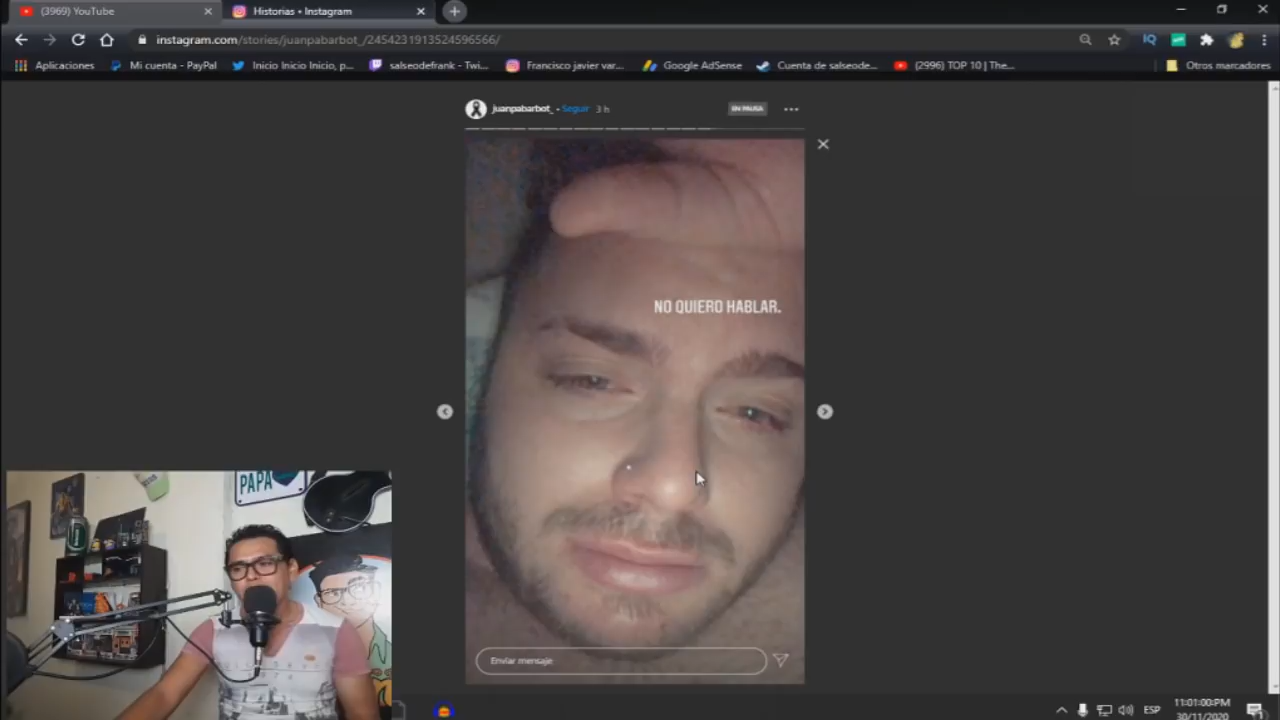 (3969) YouTube
Historias • Instagram
instagram.com/stories/juanpabarbot_/2454231913524596566/
Aplicaciones
Mi cuenta - PayPal
Inicio Inicio Inicio, p...
salseodefrank - Twi...
Francisco javier var...
Google AdSense
Cuenta de salseode...
(2996) TOP 10 | The...
Otros marcadores
juanpabarbot_ • Seguir 3 h
EN PAUSA
NO QUIERO HABLAR.
PAPA
Enviar mensaje
ESP
11:01:00 PM
30/11/2020